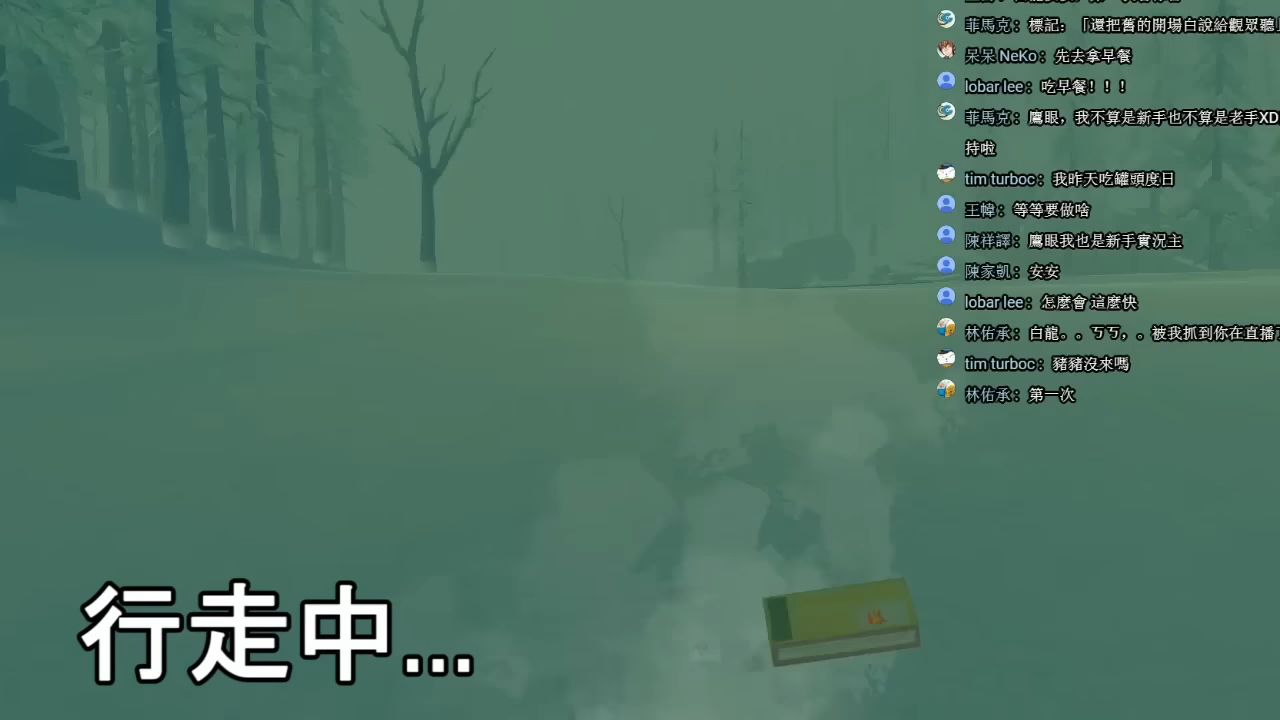 菲馬克： 標記：「還把舊的開場白說給觀眾聽」
呆呆 NeKo： 先去拿早餐
lobar lee： 吃早餐！！！
菲馬克： 鷹眼，我不算是新手也不算是老手XD
持啦
tim turboc： 我昨天吃罐頭度日
王幃： 等等要做啥
陳祥譯： 鷹眼我也是新手實況主
陳家凱： 安安
lobar lee： 怎麼會 這麼快
林佑承： 白龍。。ㄎㄎ，。被我抓到你在直播
tim turboc： 豬豬沒來嗎
林佑承： 第一次
行走中...